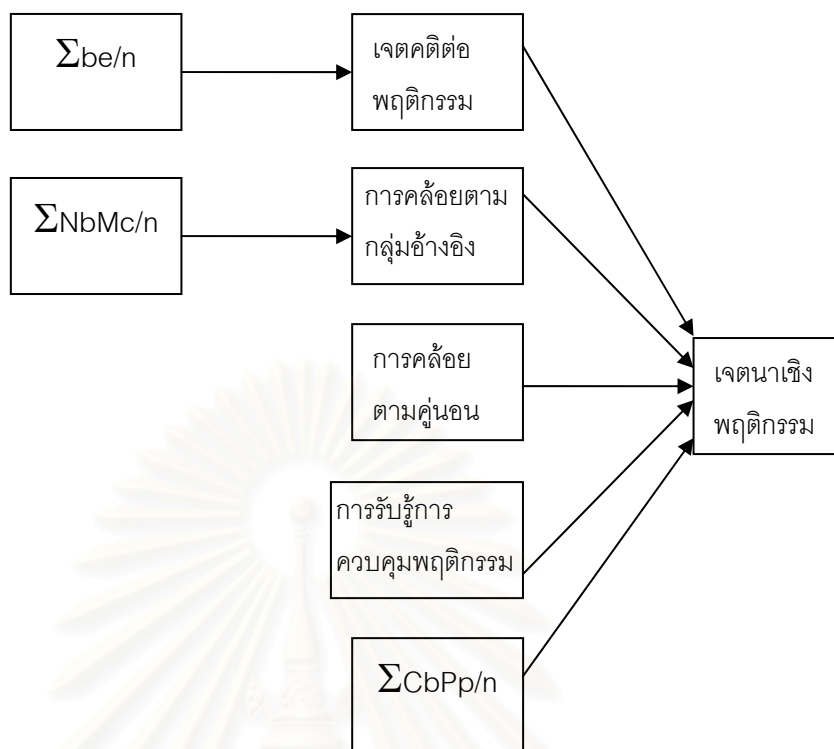 Σbe/n
เจตคติต่อ
พฤติกรรม
ΣNbMc/n
การคล้อยตาม
กลุ่มอ้างอิง
การคล้อย
ตามคู่นอน
เจตนาเชิง
พฤติกรรม
การรับรู้การ
ควบคุมพฤติกรรม
ΣCbPp/n